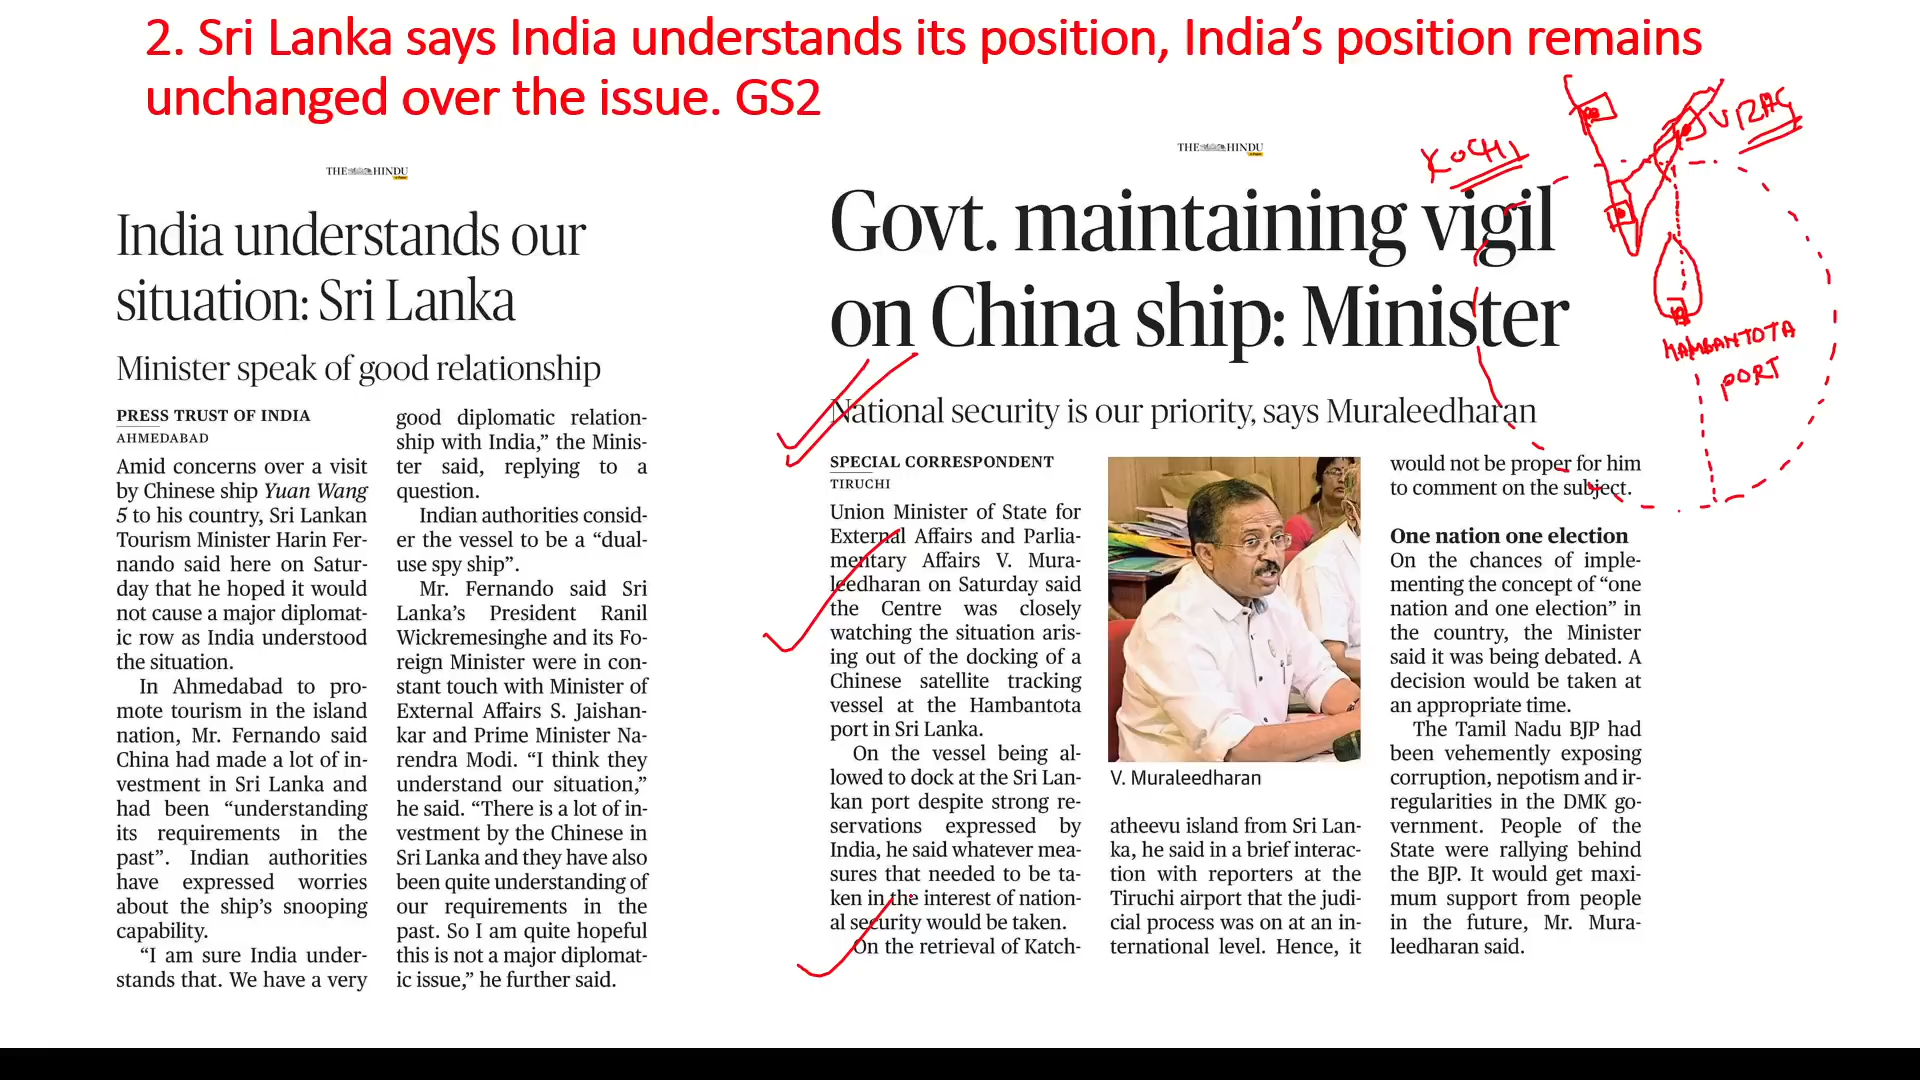 2. Sri Lanka says India understands its position, India’s position remains
unchanged over the issue. GS2
THE HINDU
India understands our
situation: Sri Lanka
Minister speak of good relationship
PRESS TRUST OF INDIA
AHMEDABAD
Amid concerns over a visit
by Chinese ship Yuan Wang
5 to his country, Sri Lankan
Tourism Minister Harin Fer-
nando said here on Satur-
day that he hoped it would
not cause a major diplomat-
ic row as India understood
the situation.
In Ahmedabad to pro-
mote tourism in the island
nation, Mr. Fernando said
China had made a lot of in-
vestment in Sri Lanka and
had been “understanding
its requirements in the
past”. Indian authorities
have expressed worries
about the ship’s snooping
capability.
“I am sure India under-
stands that. We have a very
good diplomatic relation-
ship with India,” the Minis-
ter said, replying to a
question.
Indian authorities consid-
er the vessel to be a “dual-
use spy ship”.
Mr. Fernando said Sri
Lanka’s President Ranil
Wickremesinghe and its Fo-
reign Minister were in con-
stant touch with Minister of
External Affairs S. Jaishan-
kar and Prime Minister Na-
rendra Modi. “I think they
understand our situation,”
he said. “There is a lot of in-
vestment by the Chinese in
Sri Lanka and they have also
been quite understanding of
our requirements in the
past. So I am quite hopeful
this is not a major diplomat-
ic issue,” he further said.
THE HINDU
Govt. maintaining vigil
on China ship: Minister
National security is our priority, says Muraleedharan
SPECIAL CORRESPONDENT
TIRUCHI
Union Minister of State for
External Affairs and Parlia-
mentary Affairs V. Mura-
leedharan on Saturday said
the Centre was closely
watching the situation aris-
ing out of the docking of a
Chinese satellite tracking
vessel at the Hambantota
port in Sri Lanka.
On the vessel being al-
lowed to dock at the Sri Lan-
kan port despite strong re-
servations expressed by
India, he said whatever mea-
sures that needed to be ta-
ken in the interest of nation-
al security would be taken.
On the retrieval of Katch-
V. Muraleedharan
atheevu island from Sri Lan-
ka, he said in a brief interac-
tion with reporters at the
Tiruchi airport that the judi-
cial process was on at an in-
ternational level. Hence, it
would not be proper for him
to comment on the subject.
One nation one election
On the chances of imple-
menting the concept of “one
nation and one election” in
the country, the Minister
said it was being debated. A
decision would be taken at
an appropriate time.
The Tamil Nadu BJP had
been vehemently exposing
corruption, nepotism and ir-
regularities in the DMK go-
vernment. People of the
State were rallying behind
the BJP. It would get maxi-
mum support from people
in the future, Mr. Mura-
leedharan said.
KOCHI
VIZAG
HAMBANTOTA
PORT